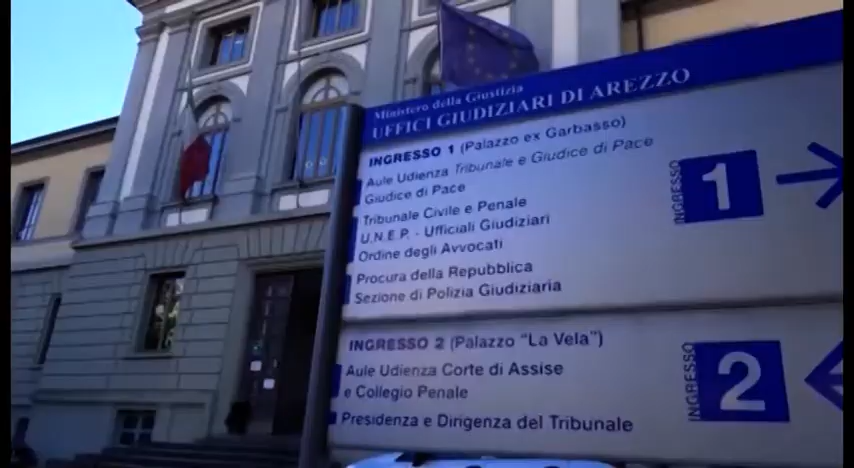 Ministero della Giustizia
UFFICI GIUDIZIARI DI AREZZO
INGRESSO 1 (Palazzo ex Garbasso)
Aule Udienza Tribunale e Giudice di Pace
Giudice di Pace
Tribunale Civile e Penale
U.N.E.P. - Ufficiali Giudiziari
Ordine degli Avvocati
Procura della Repubblica
Sezione di Polizia Giudiziaria
INGRESSO 1
INGRESSO 2 (Palazzo "La Vela")
Aule Udienza Corte di Assise
e Collegio Penale
Presidenza e Dirigenza del Tribunale
INGRESSO 2